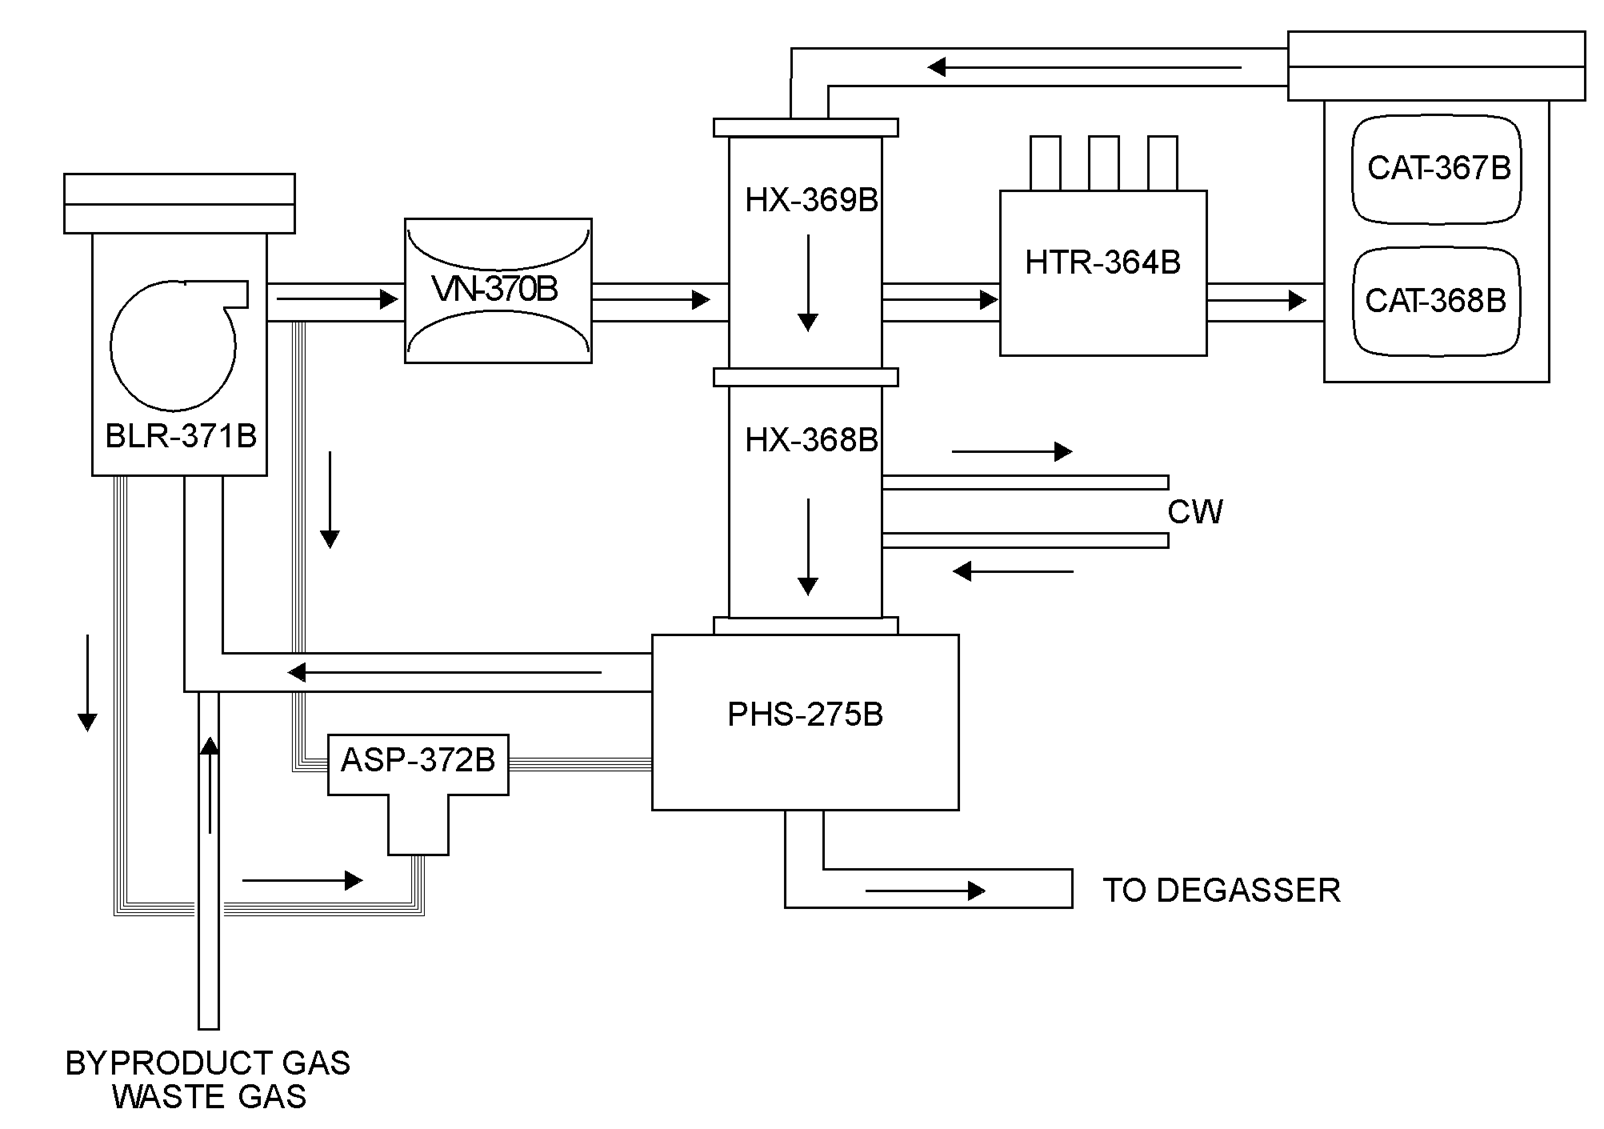 CAT-367B
HX-369B
HTR-364B
VN-370B
CAT-368B
BLR-371B
HX-368B
CW
PHS-275B
ASP-372B
TO DEGASSER
BYPRODUCT GAS
WASTE GAS